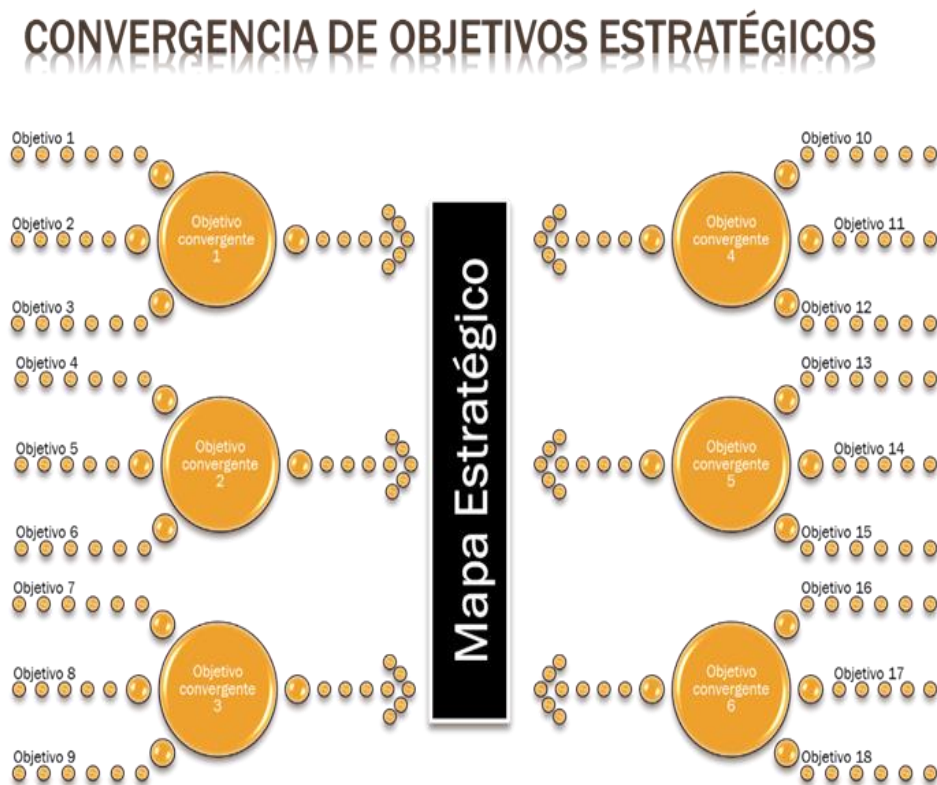 CONVERGENCIA DE OBJETIVOS ESTRATÉGICOS
Objetivo 1
Objetivo 2
Objetivo 3
Objetivo
convergente
1
Objetivo 4
Objetivo 5
Objetivo 6
Objetivo
convergente
2
Objetivo 7
Objetivo 8
Objetivo 9
Objetivo
convergente
3
Mapa Estratégico
Objetivo 10
Objetivo 11
Objetivo 12
Objetivo
convergente
4
Objetivo 13
Objetivo 14
Objetivo 15
Objetivo
convergente
5
Objetivo 16
Objetivo 17
Objetivo 18
Objetivo
convergente
6